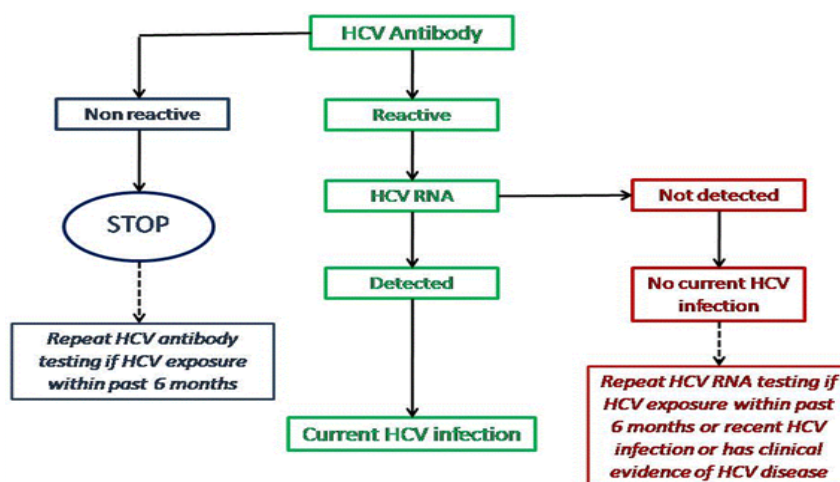 HCV Antibody
Non reactive
Reactive
STOP
HCV RNA
Not detected
Detected
No current HCV
infection
Repeat HCV antibody
testing if HCV exposure
within past 6 months
Current HCV infection
Repeat HCV RNA testing if
HCV exposure within past
6 months or recent HCV
infection or has clinical
evidence of HCV disease